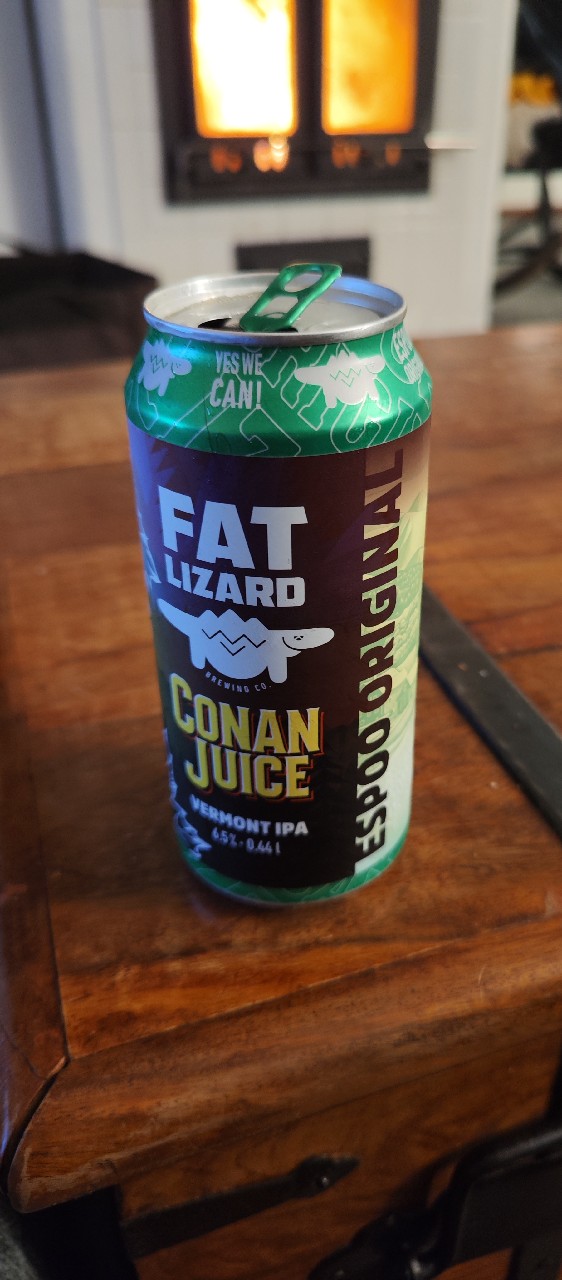 YES WE
CAN!
FAT
LIZARD
BREWING CO.
CONAN
JUICE
VERMONT IPA
6.5% · 0.44 l
ESPOO ORIGINAL